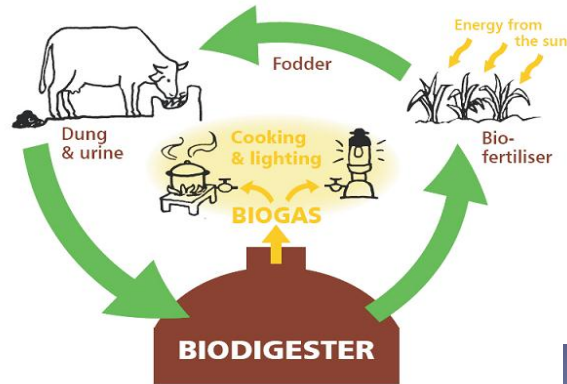 Energy from
the sun
Fodder
Dung
& urine
Cooking
& lighting
Bio-
fertiliser
BIOGAS
BIODIGESTER